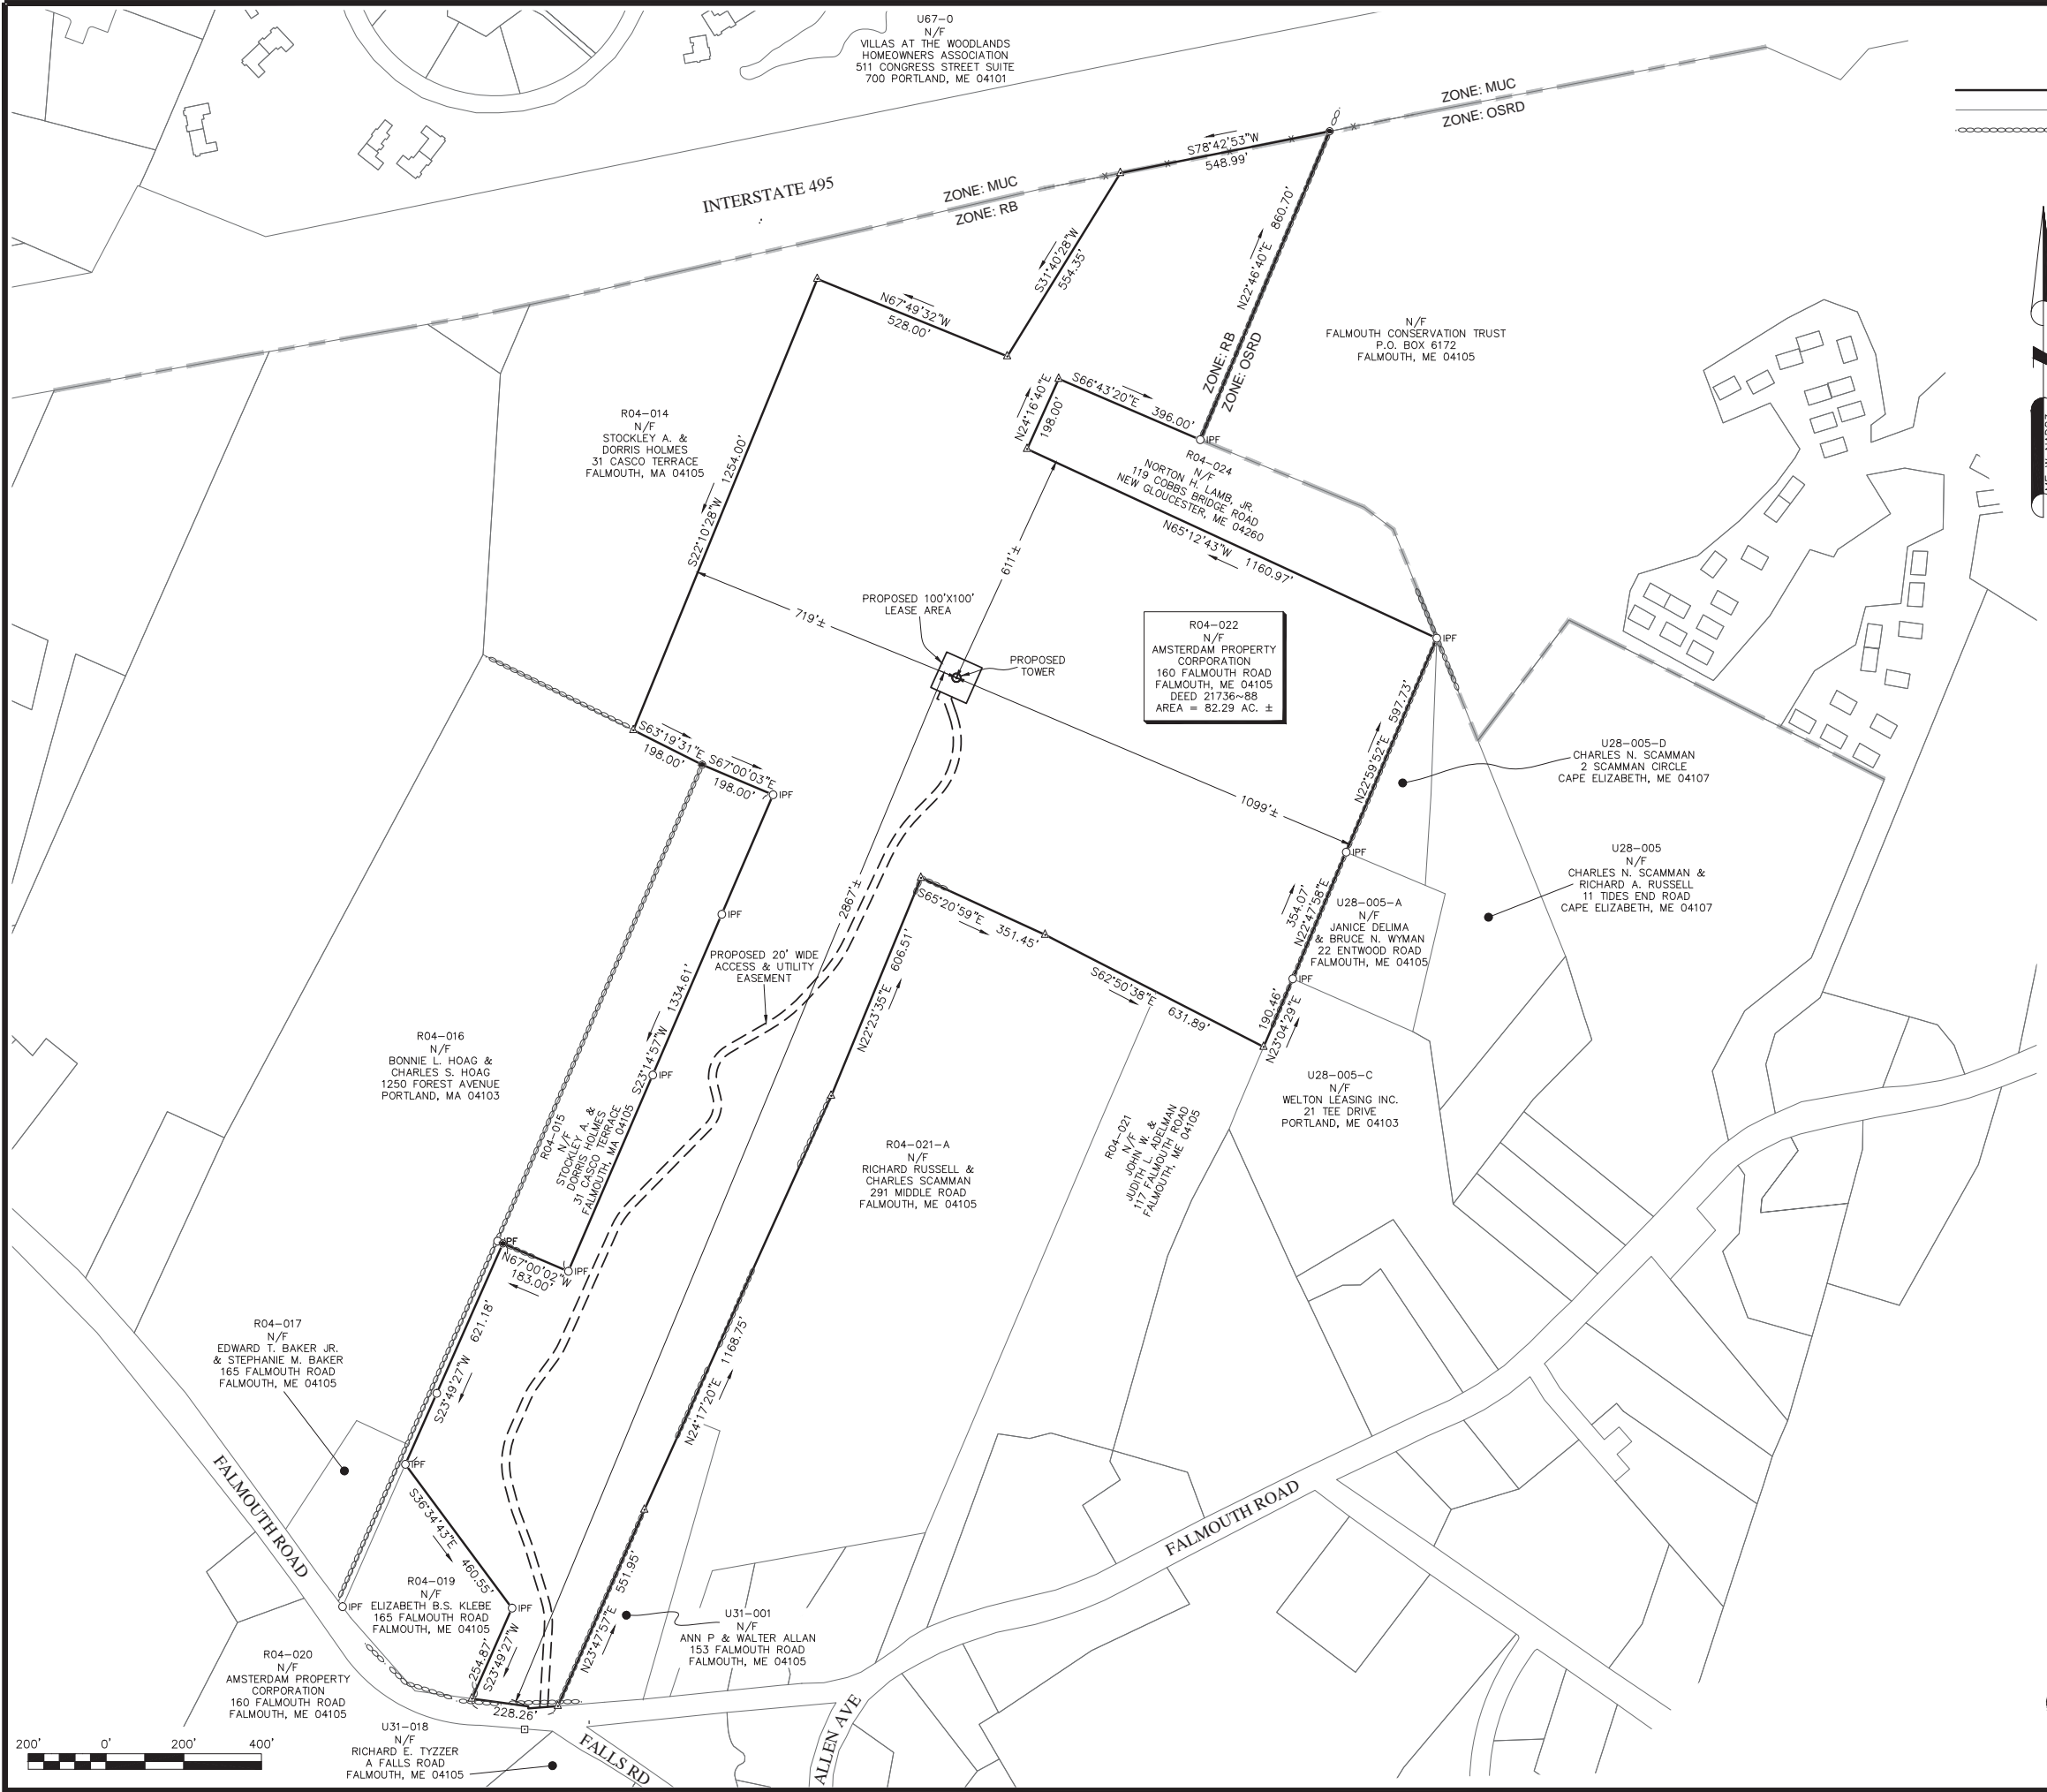 U67-0
N/F
VILLAS AT THE WOODLANDS
HOMEOWNERS ASSOCIATION
511 CONGRESS STREET SUITE
700 PORTLAND, ME 04101
ZONE: MUC
ZONE: OSRD
S78°42'53"W
548.99'
INTERSTATE 495
ZONE: MUC
ZONE: RB
S31°40'28"W
554.35'
N22°46'40"E 860.70'
ZONE: RB
ZONE: OSRD
N67°49'32"W
528.00'
N/F
FALMOUTH CONSERVATION TRUST
P.O. BOX 6172
FALMOUTH, ME 04105
R04-014
N/F
STOCKLEY A. &
DORRIS HOLMES
31 CASCO TERRACE
FALMOUTH, MA 04105
S22°10'28"W 1254.00'
N24°16'40"E
198.00'
S66°43'20"E 396.00'
IPF
R04-024
N/F
NORTON H. LAMB, JR.
119 COBBS BRIDGE ROAD
NEW GLOUCESTER, ME 04260
N65°12'43"W 1160.97'
611'±
719'±
PROPOSED 100'X100'
LEASE AREA
PROPOSED
TOWER
R04-022
N/F
AMSTERDAM PROPERTY
CORPORATION
160 FALMOUTH ROAD
FALMOUTH, ME 04105
DEED 21736~88
AREA = 82.29 AC. ±
IPF
N22°59'52"E 597.73'
1099'±
U28-005-D
CHARLES N. SCAMMAN
2 SCAMMAN CIRCLE
CAPE ELIZABETH, ME 04107
S63°19'31"E
198.00'
S67°00'03"E
198.00'
IPF
IPF
U28-005
N/F
CHARLES N. SCAMMAN &
RICHARD A. RUSSELL
11 TIDES END ROAD
CAPE ELIZABETH, ME 04107
2867'±
S65°20'59"E
351.45'
354.07'
N22°47'58"E
U28-005-A
N/F
JANICE DELIMA
& BRUCE N. WYMAN
22 ENTWOOD ROAD
FALMOUTH, ME 04105
IPF
IPF
PROPOSED 20' WIDE
ACCESS & UTILITY
EASEMENT
S62°50'38"E
631.89'
190.46'
N23°04'29"E
N22°23'35"E 606.51'
S23°14'57"W 1334.61'
IPF
R04-016
N/F
BONNIE L. HOAG &
CHARLES S. HOAG
1250 FOREST AVENUE
PORTLAND, MA 04103
U28-005-C
N/F
WELTON LEASING INC.
21 TEE DRIVE
PORTLAND, ME 04103
R04-015
N/F
STOCKLEY A. &
DORRIS HOLMES
31 CASCO TERRACE
FALMOUTH, MA 04105
R04-021-A
N/F
RICHARD RUSSELL &
CHARLES SCAMMAN
291 MIDDLE ROAD
FALMOUTH, ME 04105
R04-021
N/F
JOHN W. &
JUDITH L. ADELMAN
117 FALMOUTH ROAD
FALMOUTH, ME 04105
IPF
N67°00'02"W
183.00'
IPF
R04-017
N/F
EDWARD T. BAKER JR.
& STEPHANIE M. BAKER
165 FALMOUTH ROAD
FALMOUTH, ME 04105
S23°49'27"W 621.18'
N24°17'20"E 1168.75'
IPF
FALMOUTH ROAD
S36°34'43"E 460.55'
FALMOUTH ROAD
R04-019
N/F
ELIZABETH B.S. KLEBE
165 FALMOUTH ROAD
FALMOUTH, ME 04105
IPF
IPF
N23°47'57"E 551.95'
U31-001
N/F
ANN P & WALTER ALLAN
153 FALMOUTH ROAD
FALMOUTH, ME 04105
254.87'
S23°49'27"W
R04-020
N/F
AMSTERDAM PROPERTY
CORPORATION
160 FALMOUTH ROAD
FALMOUTH, ME 04105
228.26'
U31-018
N/F
RICHARD E. TYZZER
A FALLS ROAD
FALMOUTH, ME 04105
FALLS RD
ALLEN AVE
200' 0' 200' 400'